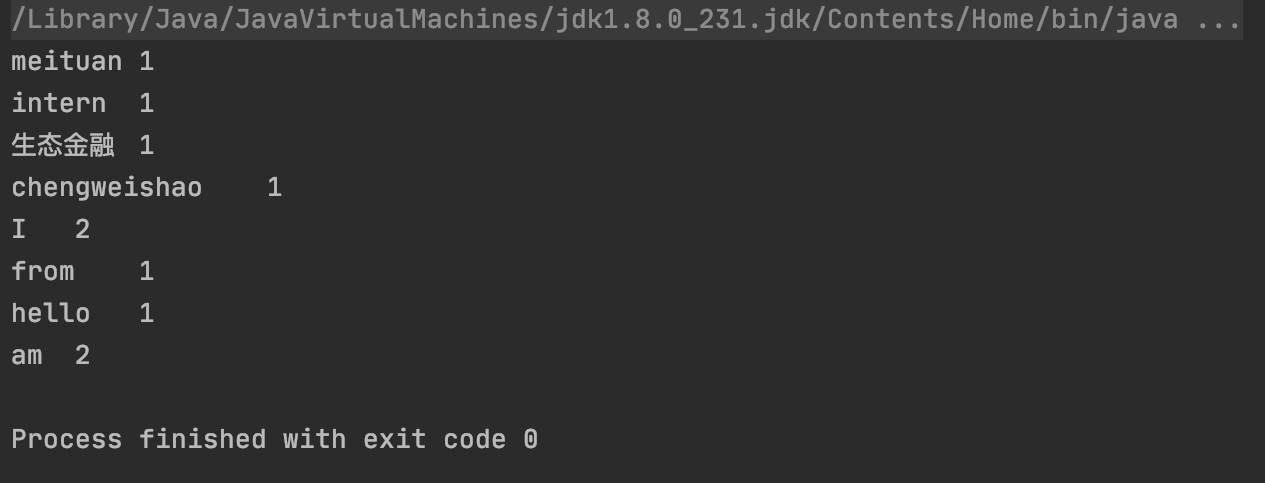 /Library/Java/JavaVirtualMachines/jdk1.8.0_231.jdk/Contents/Home/bin/java ...
meituan	1
intern	1
生态金融	1
chengweishao	1
I	2
from	1
hello	1
am	2
Process finished with exit code 0